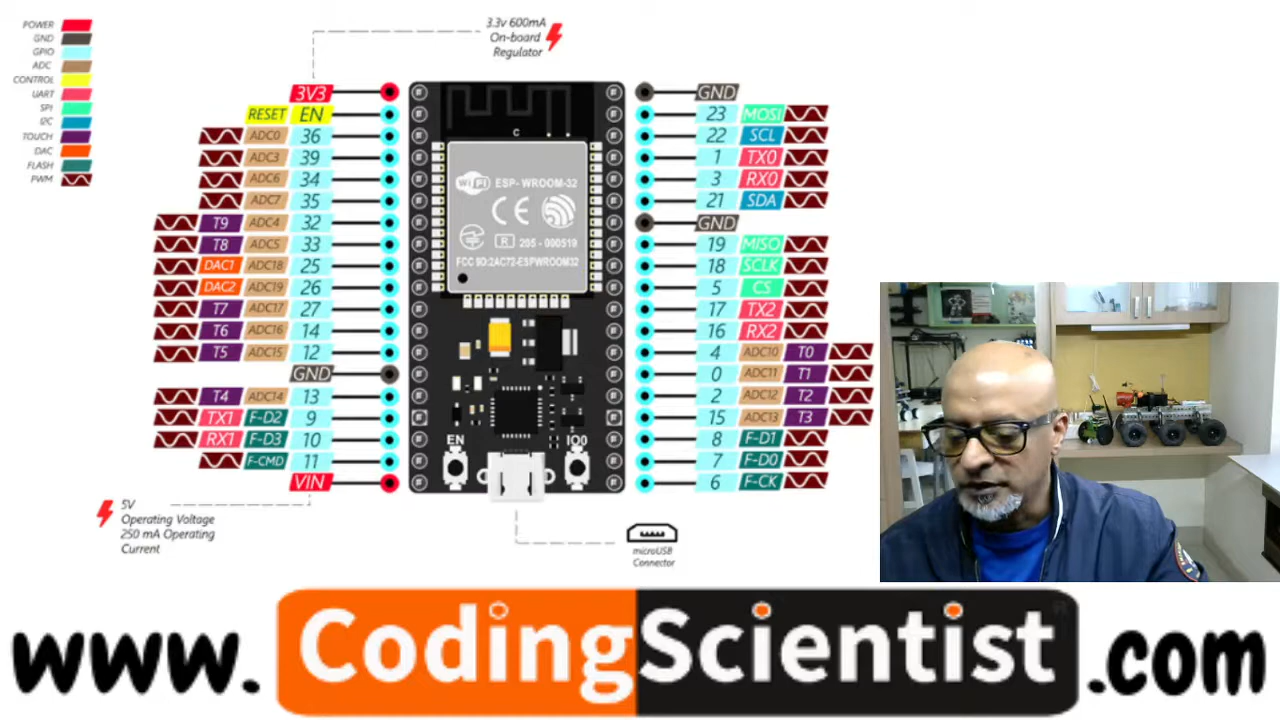 POWER
GND
GPIO
ADC
CONTROL
UART
SPI
I2C
TOUCH
DAC
FLASH
PWM
3.3v 600mA
On-board
Regulator
3V3
RESET EN
ADC0 36
ADC3 39
ADC6 34
ADC7 35
T9 ADC4 32
T8 ADC5 33
DAC1 ADC18 25
DAC2 ADC19 26
T7 ADC17 27
T6 ADC16 14
T5 ADC15 12
GND
T4 ADC14 13
TX1 F-D2 9
RX1 F-D3 10
F-CMD 11
VIN
5V
Operating Voltage
250 mA Operating
Current
C
WiFi ESP-WROOM-32
CE
R 205-000519
FCC 9D:2AC72-ESPWROOM32
EN
IO0
GND
23 MOSI
22 SCL
1 TX0
3 RX0
21 SDA
GND
19 MISO
18 SCLK
5 CS
17 TX2
16 RX2
4 ADC10 T0
0 ADC11 T1
2 ADC12 T2
15 ADC13 T3
8 F-D1
7 F-D0
6 F-CK
microUSB
Connector
www.CodingScientist.com